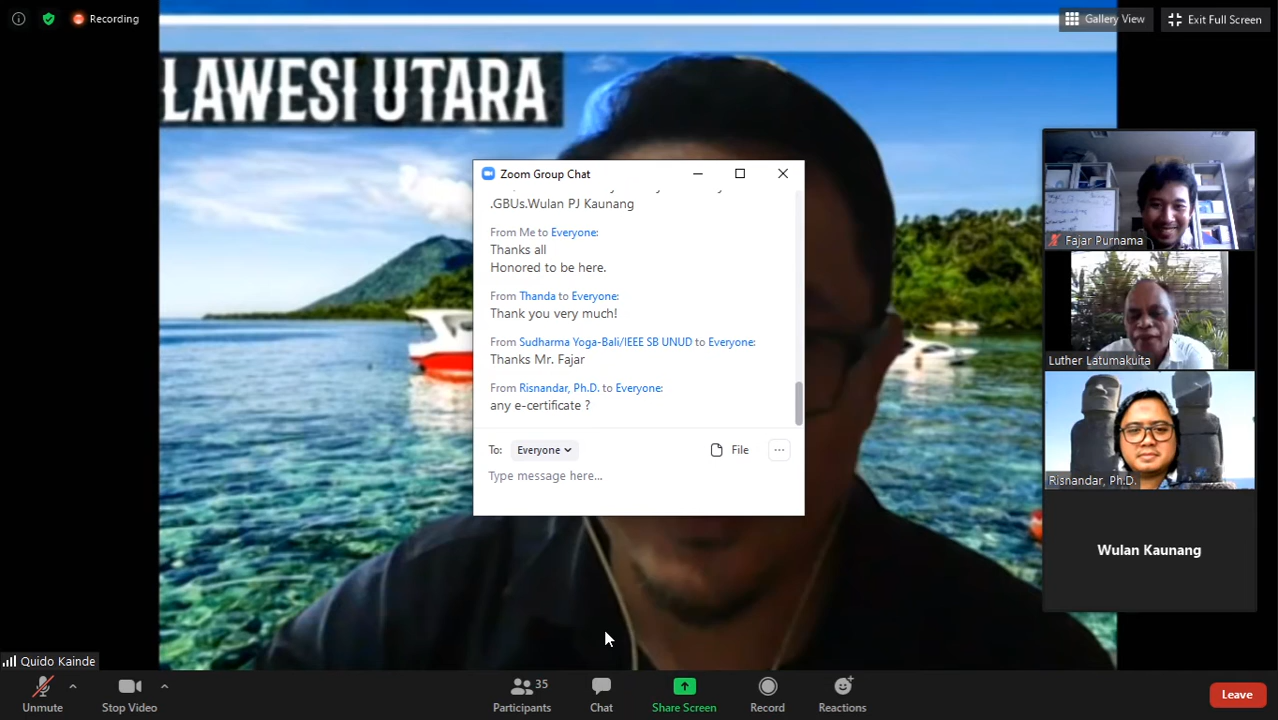 Recording
Gallery View
Exit Full Screen
LAWESI UTARA
Zoom Group Chat
.GBUs.Wulan PJ Kaunang
From Me to Everyone:
Thanks all
Honored to be here.
From Thanda to Everyone:
Thank you very much!
From Sudharma Yoga-Bali/IEEE SB UNUD to Everyone:
Thanks Mr. Fajar
From Risnandar, Ph.D. to Everyone:
any e-certificate ?
To: Everyone
File
Type message here...
Fajar Purnama
Luther Latumakuita
Risnandar, Ph.D.
Wulan Kaunang
Quido Kainde
Unmute
Stop Video
35
Participants
Chat
Share Screen
Record
Reactions
Leave